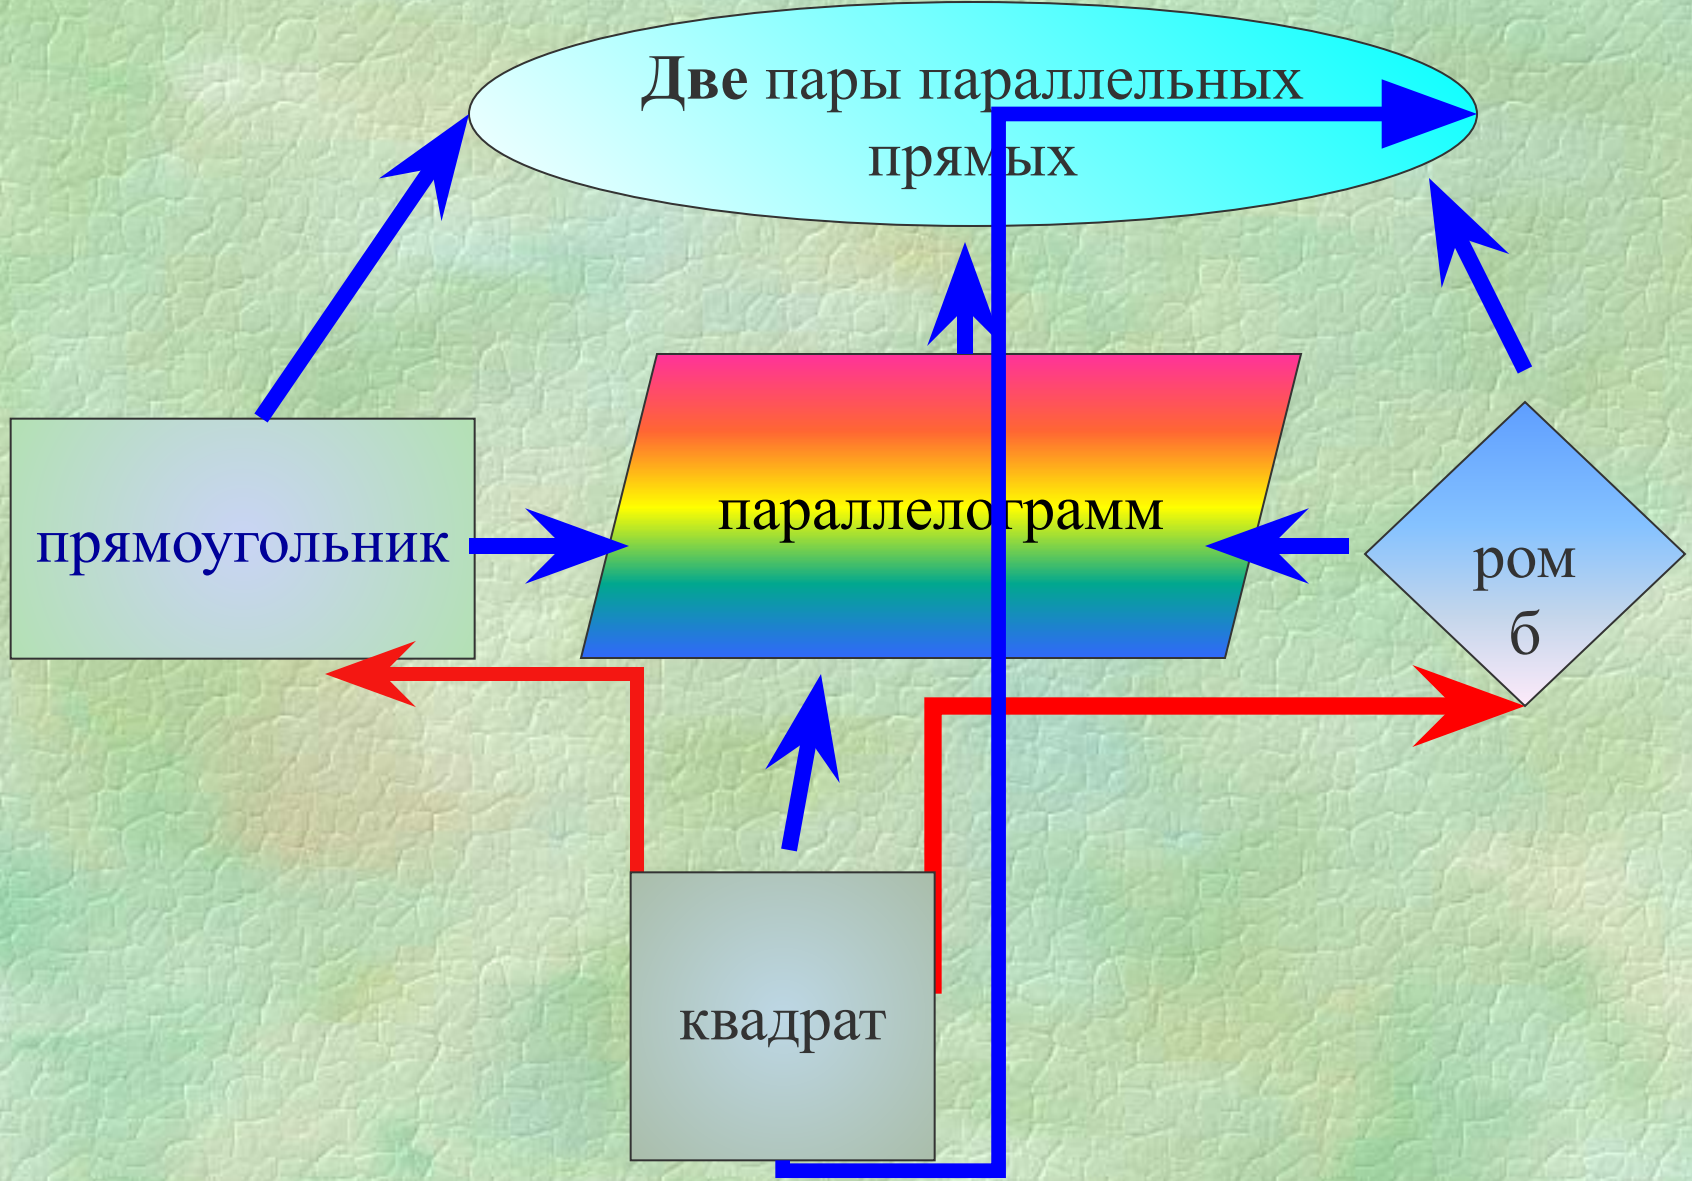 Две пары параллельных
прямых
параллелограмм
прямоугольник
ром
б
квадрат